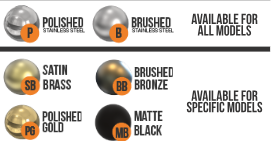 P
POLISHED
STAINLESS STEEL
B
BRUSHED
STAINLESS STEEL
AVAILABLE FOR
ALL MODELS
SB
SATIN
BRASS
BB
BRUSHED
BRONZE
PG
POLISHED
GOLD
MB
MATTE
BLACK
AVAILABLE FOR
SPECIFIC MODELS